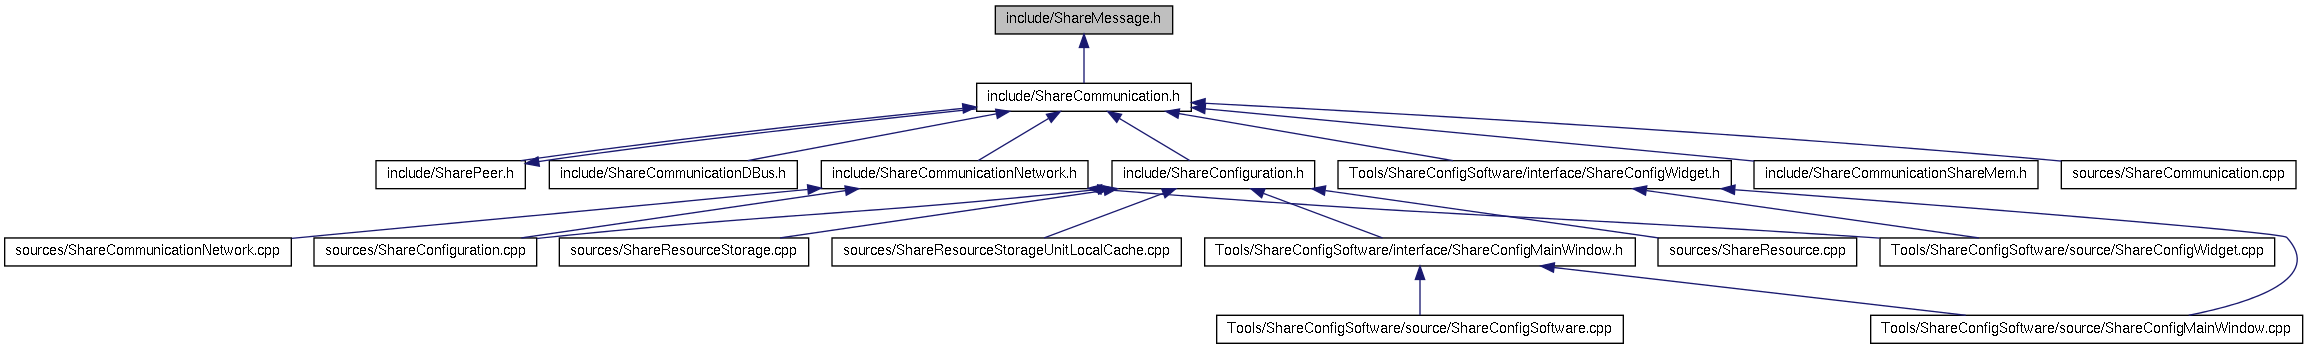 include/ShareMessage.h
include/ShareCommunication.h
include/SharePeer.h
include/ShareCommunicationDBus.h
include/ShareCommunicationNetwork.h
include/ShareConfiguration.h
Tools/ShareConfigSoftware/interface/ShareConfigWidget.h
include/ShareCommunicationShareMem.h
sources/ShareCommunication.cpp
sources/ShareCommunicationNetwork.cpp
sources/ShareConfiguration.cpp
sources/ShareResourceStorage.cpp
sources/ShareResourceStorageUnitLocalCache.cpp
Tools/ShareConfigSoftware/interface/ShareConfigMainWindow.h
sources/ShareResource.cpp
Tools/ShareConfigSoftware/source/ShareConfigWidget.cpp
Tools/ShareConfigSoftware/source/ShareConfigSoftware.cpp
Tools/ShareConfigSoftware/source/ShareConfigMainWindow.cpp